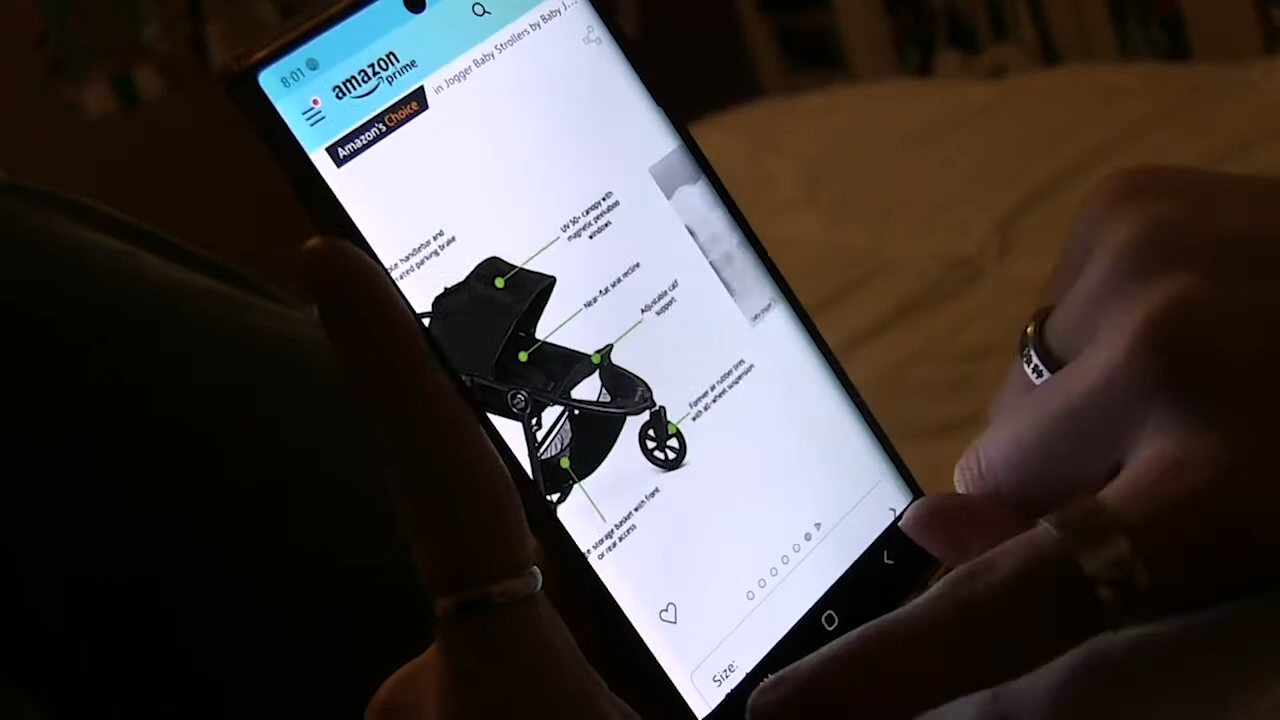 8:01
amazon
prime
Amazon's Choice
in Jogger Baby Strollers by Baby J...
handlebar and
parking brake
UV 50+ canopy with
magnetic peekaboo
windows
Near-flat seat recline
Adjustable calf
support
Forever air rubber tires
with all-wheel suspension
storage basket with front
or rear access
Size: